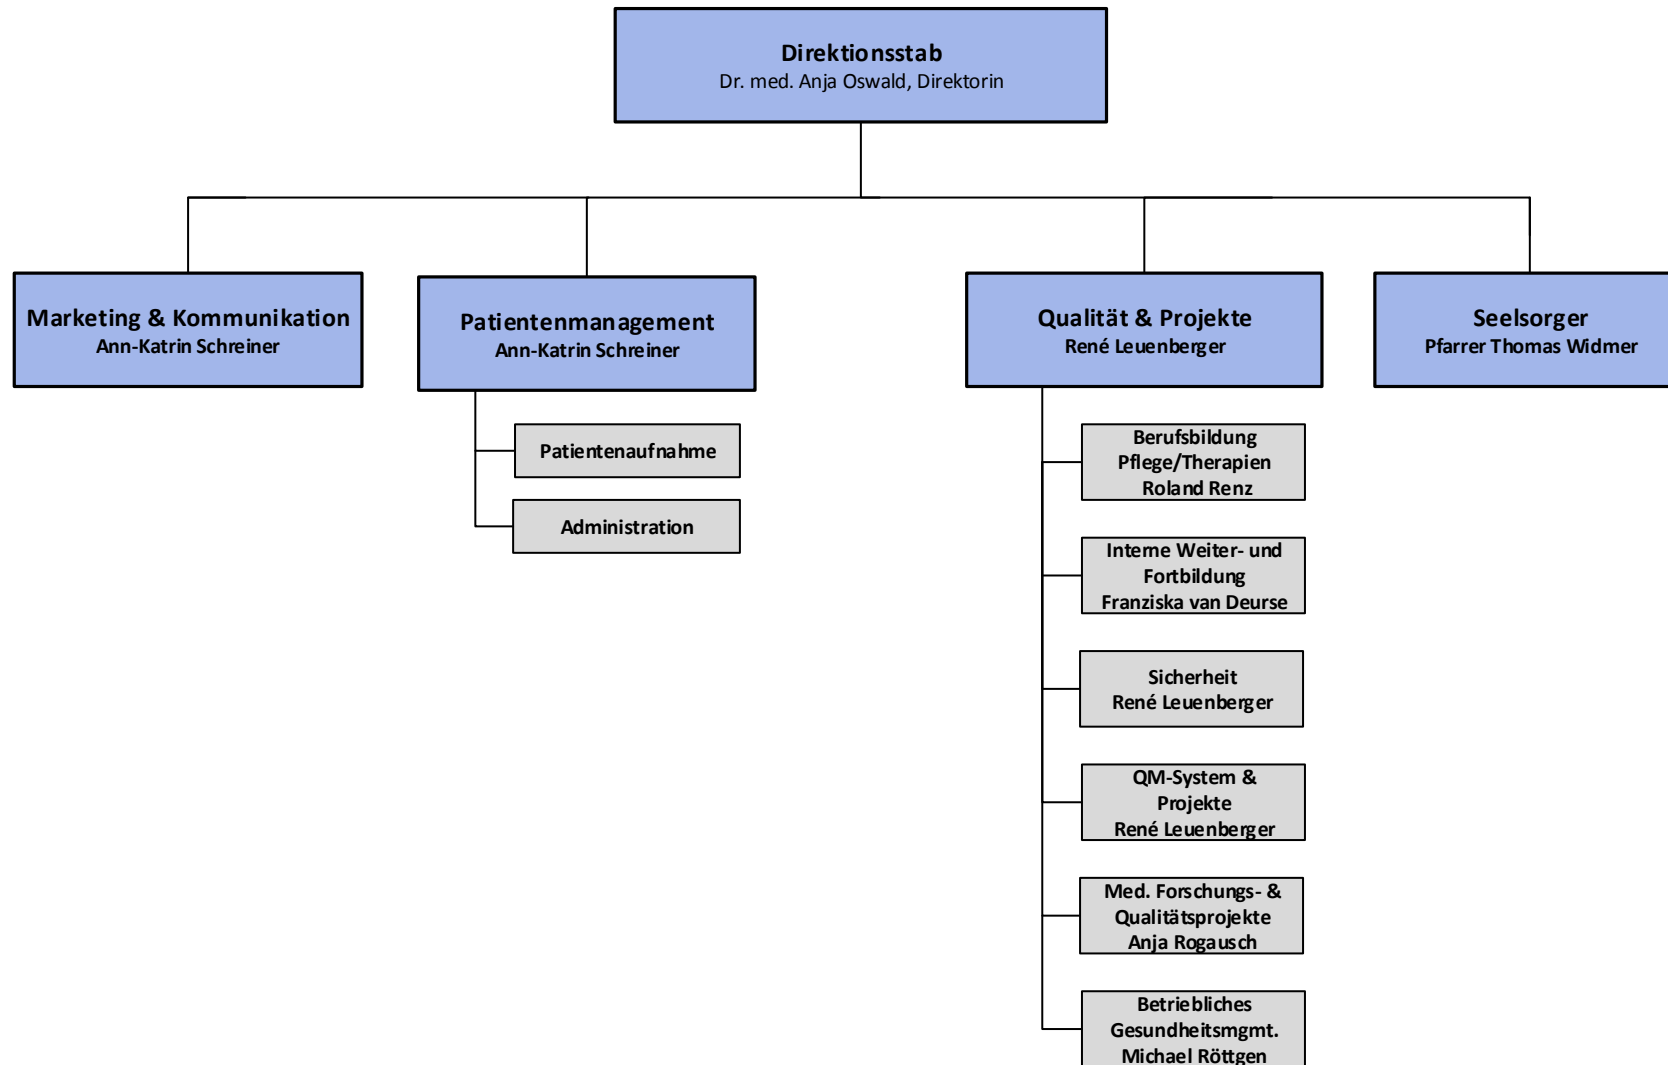 Direktionsstab
Dr. med. Anja Oswald, Direktorin
Marketing & Kommunikation
Ann-Katrin Schreiner
Patientenmanagement
Ann-Katrin Schreiner
Patientenaufnahme
Administration
Qualität & Projekte
René Leuenberger
Berufsbildung
Pflege/Therapien
Roland Renz
Interne Weiter- und
Fortbildung
Franziska van Deurse
Sicherheit
René Leuenberger
QM-System &
Projekte
René Leuenberger
Med. Forschungs- &
Qualitätsprojekte
Anja Rogausch
Betriebliches
Gesundheitsmgmt.
Michael Röttgen
Seelsorger
Pfarrer Thomas Widmer